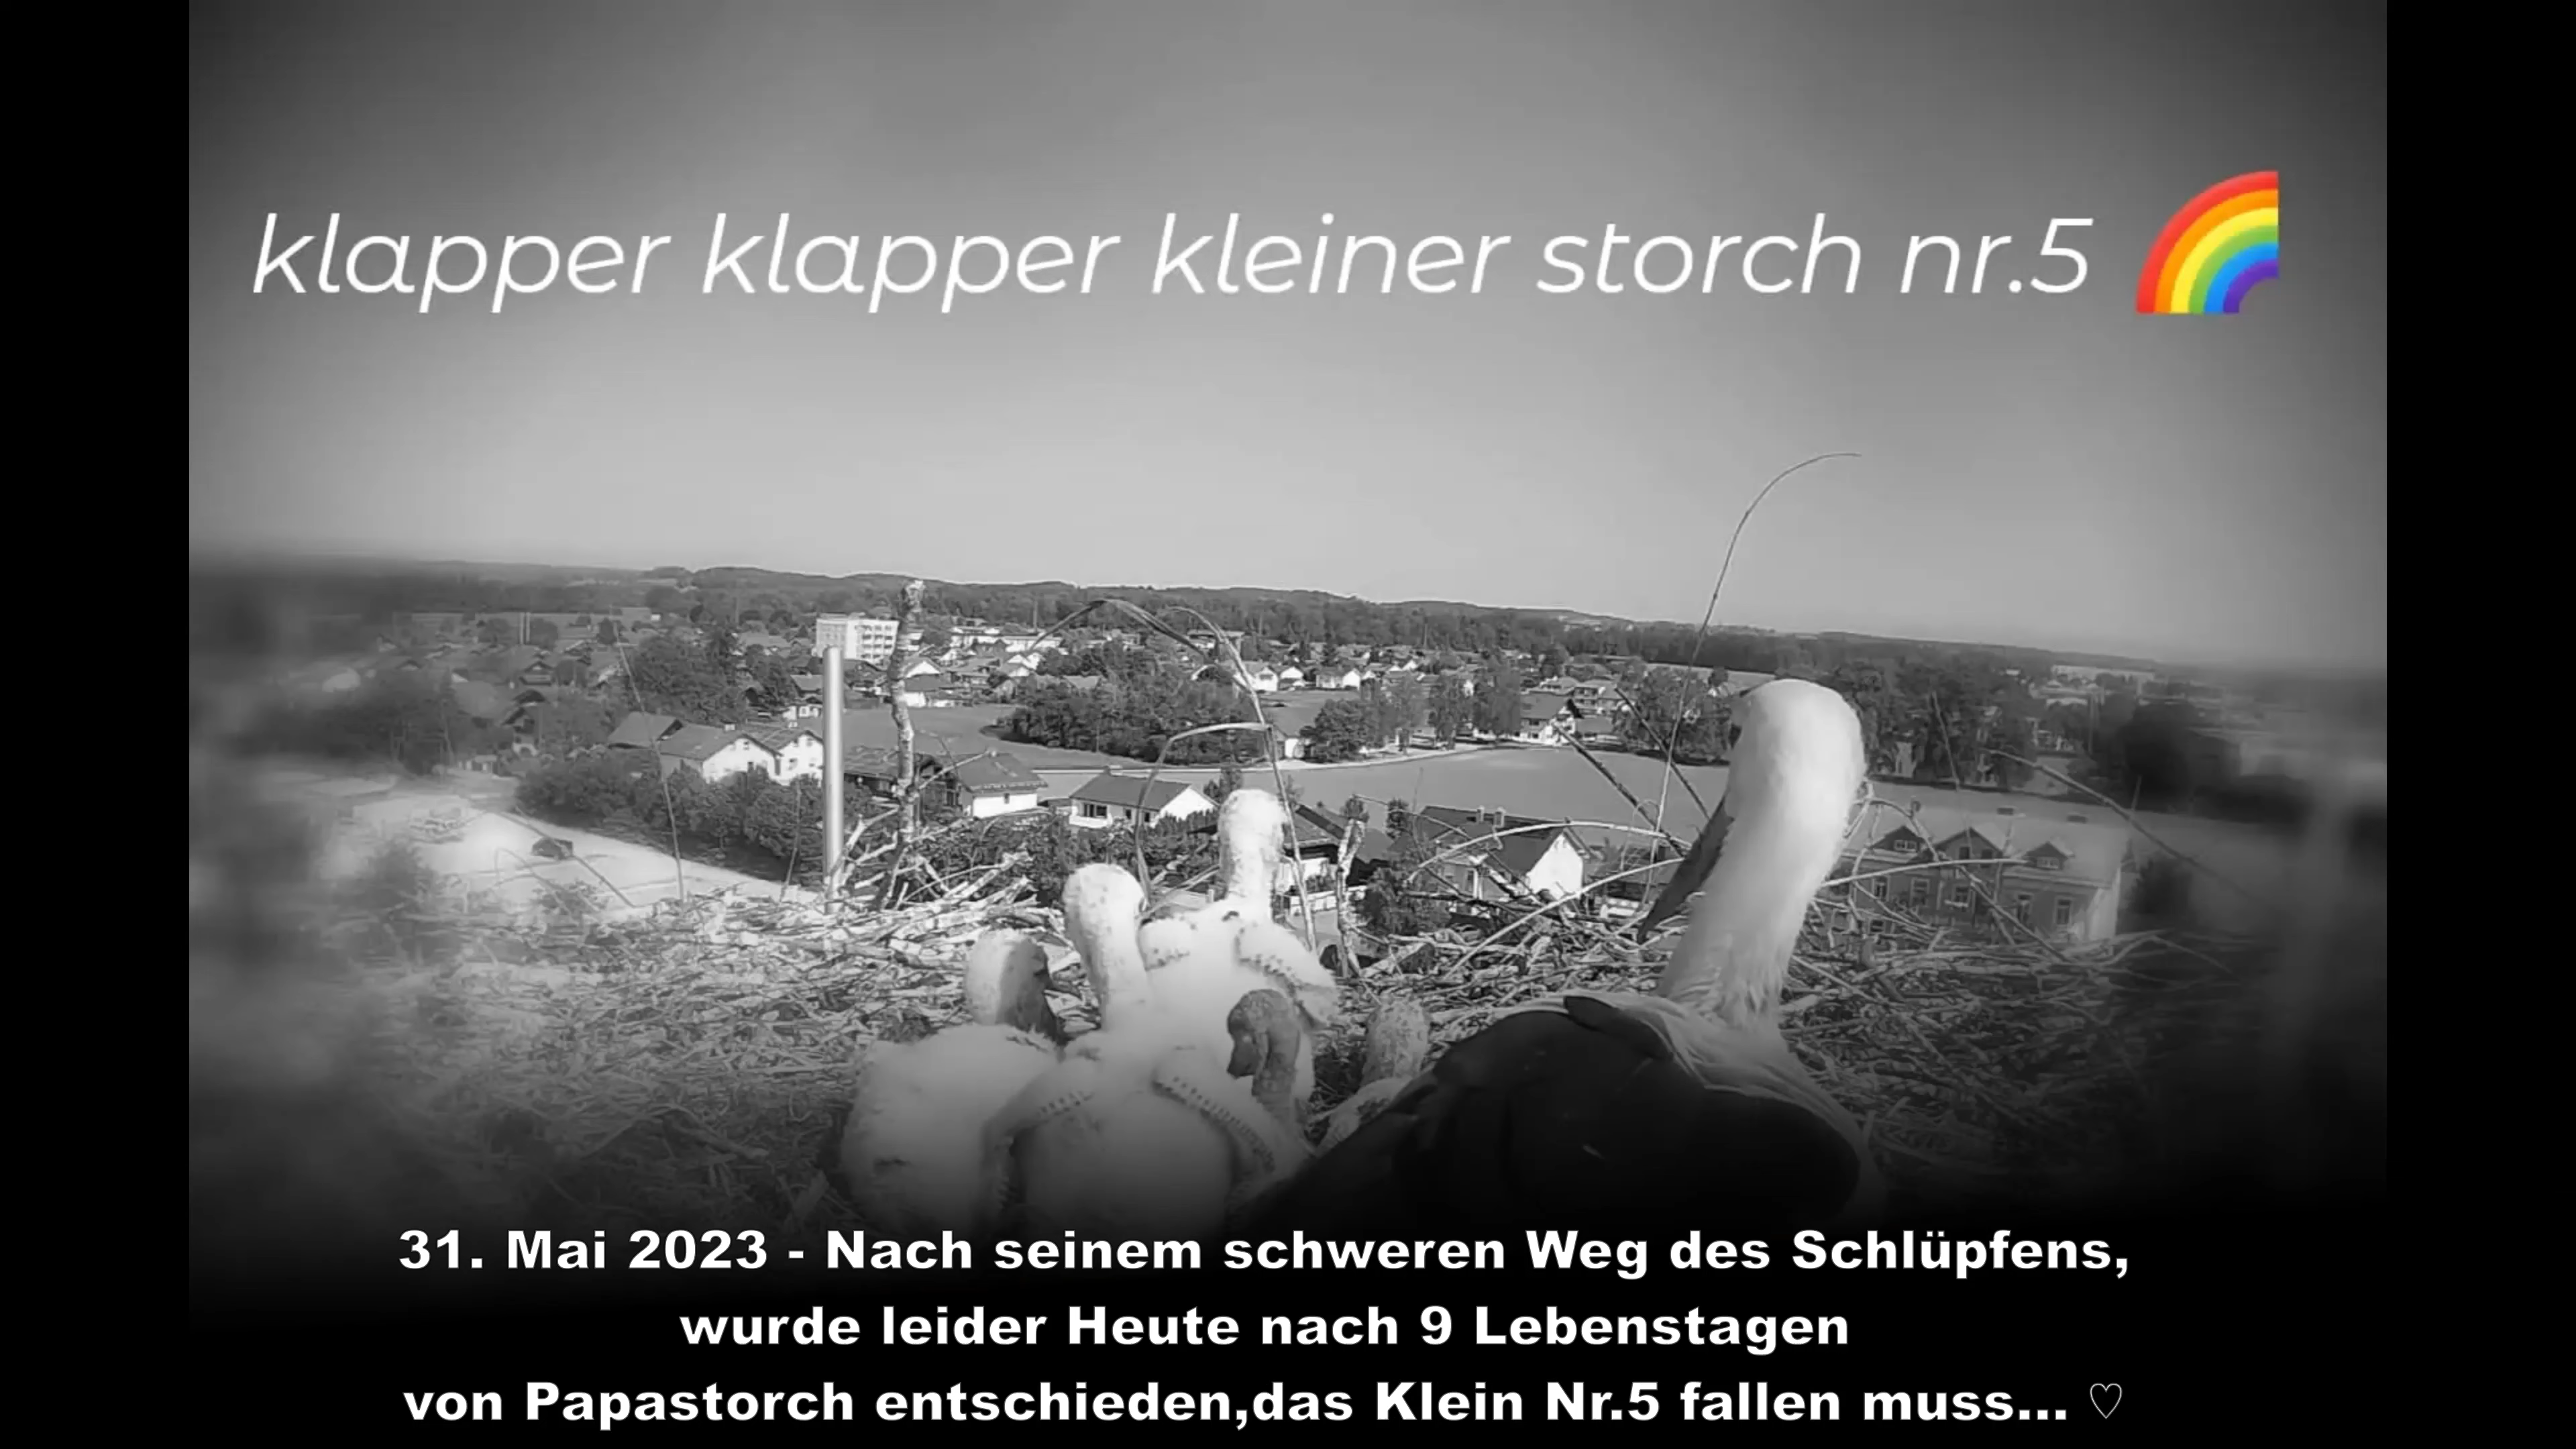 klapper klapper kleiner storch nr.5 🌈
31. Mai 2023 - Nach seinem schweren Weg des Schlüpfens,
wurde leider Heute nach 9 Lebenstagen
von Papastorch entschieden,das Klein Nr.5 fallen muss... ♡